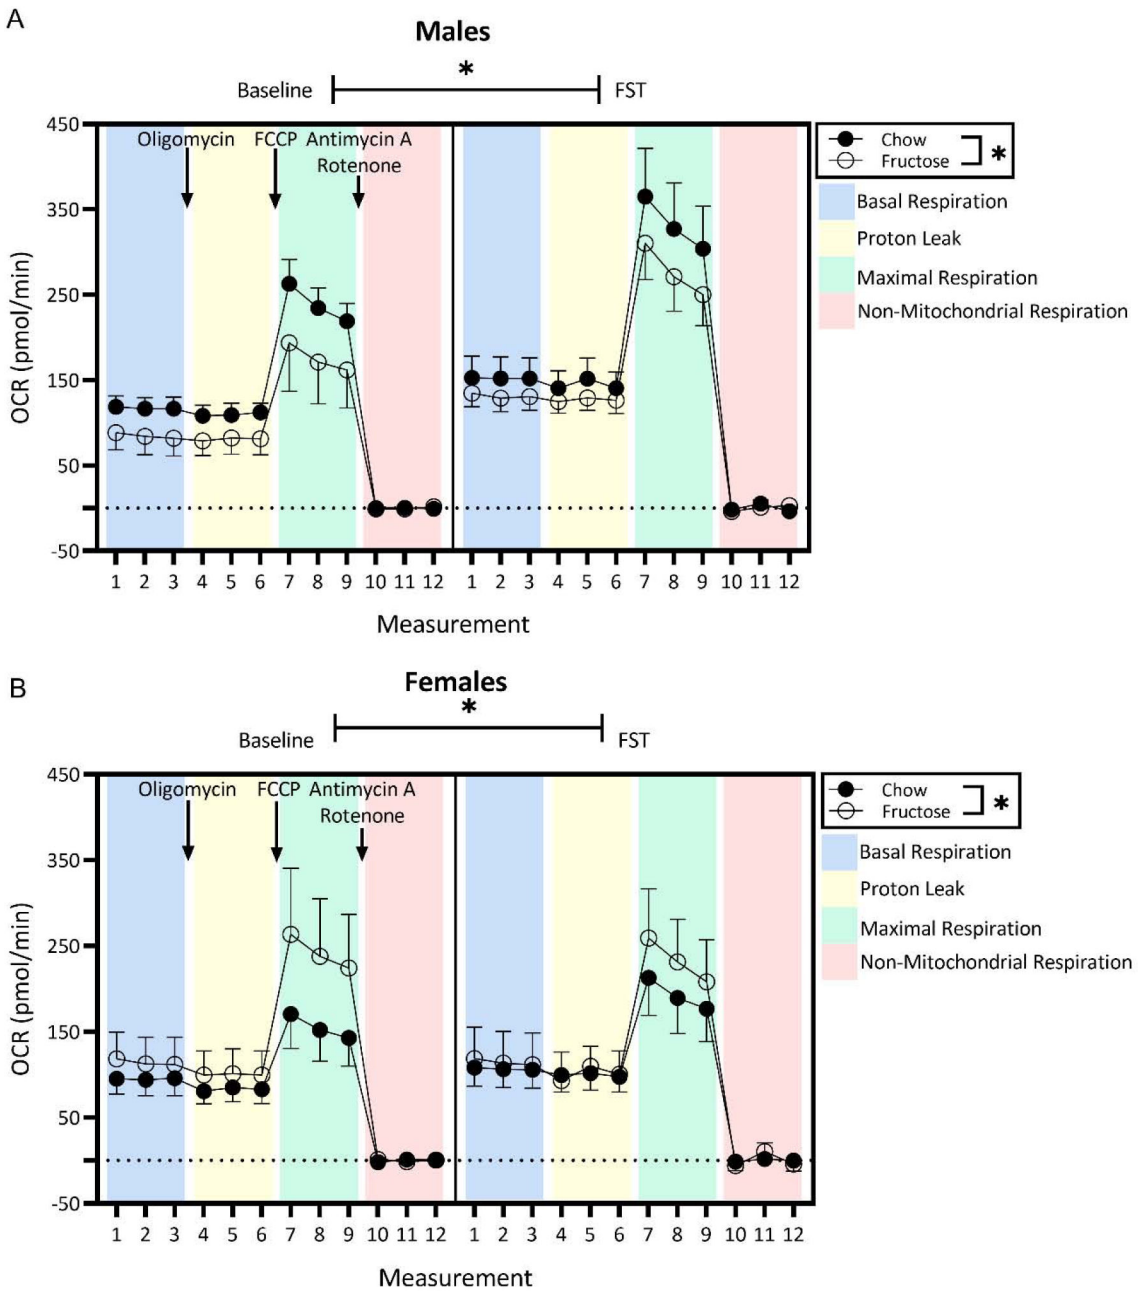 A
Males
*
Baseline FST
450
350
250
150
50
-50
OCR (pmol/min)
Oligomycin FCCP Antimycin A
Rotenone
Chow
Fructose
*
Basal Respiration
Proton Leak
Maximal Respiration
Non-Mitochondrial Respiration
1 2 3 4 5 6 7 8 9 10 11 12 1 2 3 4 5 6 7 8 9 10 11 12
Measurement
B
Females
*
Baseline FST
450
350
250
150
50
-50
OCR (pmol/min)
Oligomycin FCCP Antimycin A
Rotenone
Chow
Fructose
*
Basal Respiration
Proton Leak
Maximal Respiration
Non-Mitochondrial Respiration
1 2 3 4 5 6 7 8 9 10 11 12 1 2 3 4 5 6 7 8 9 10 11 12
Measurement